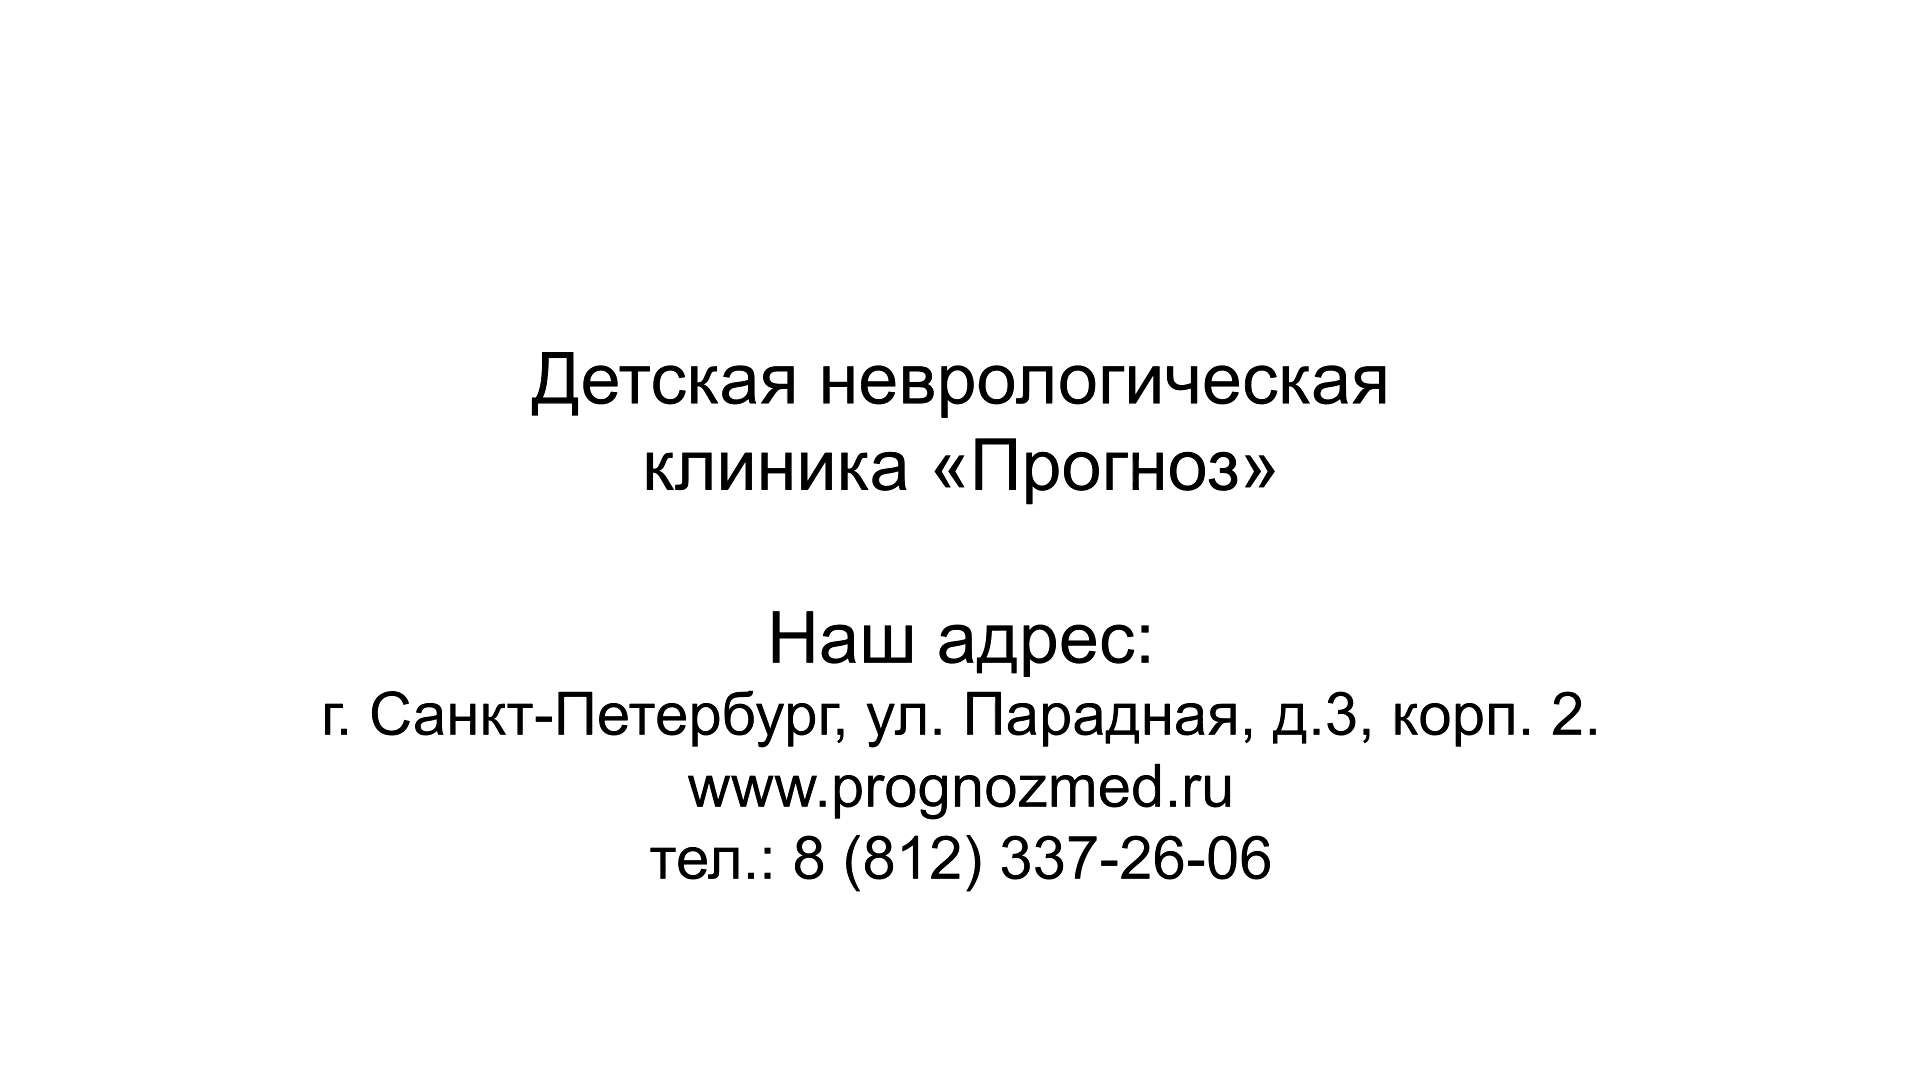 Детская неврологическая
клиника «Прогноз»
Наш адрес:
г. Санкт-Петербург, ул. Парадная, д.3, корп. 2.
www.prognozmed.ru
тел.: 8 (812) 337-26-06